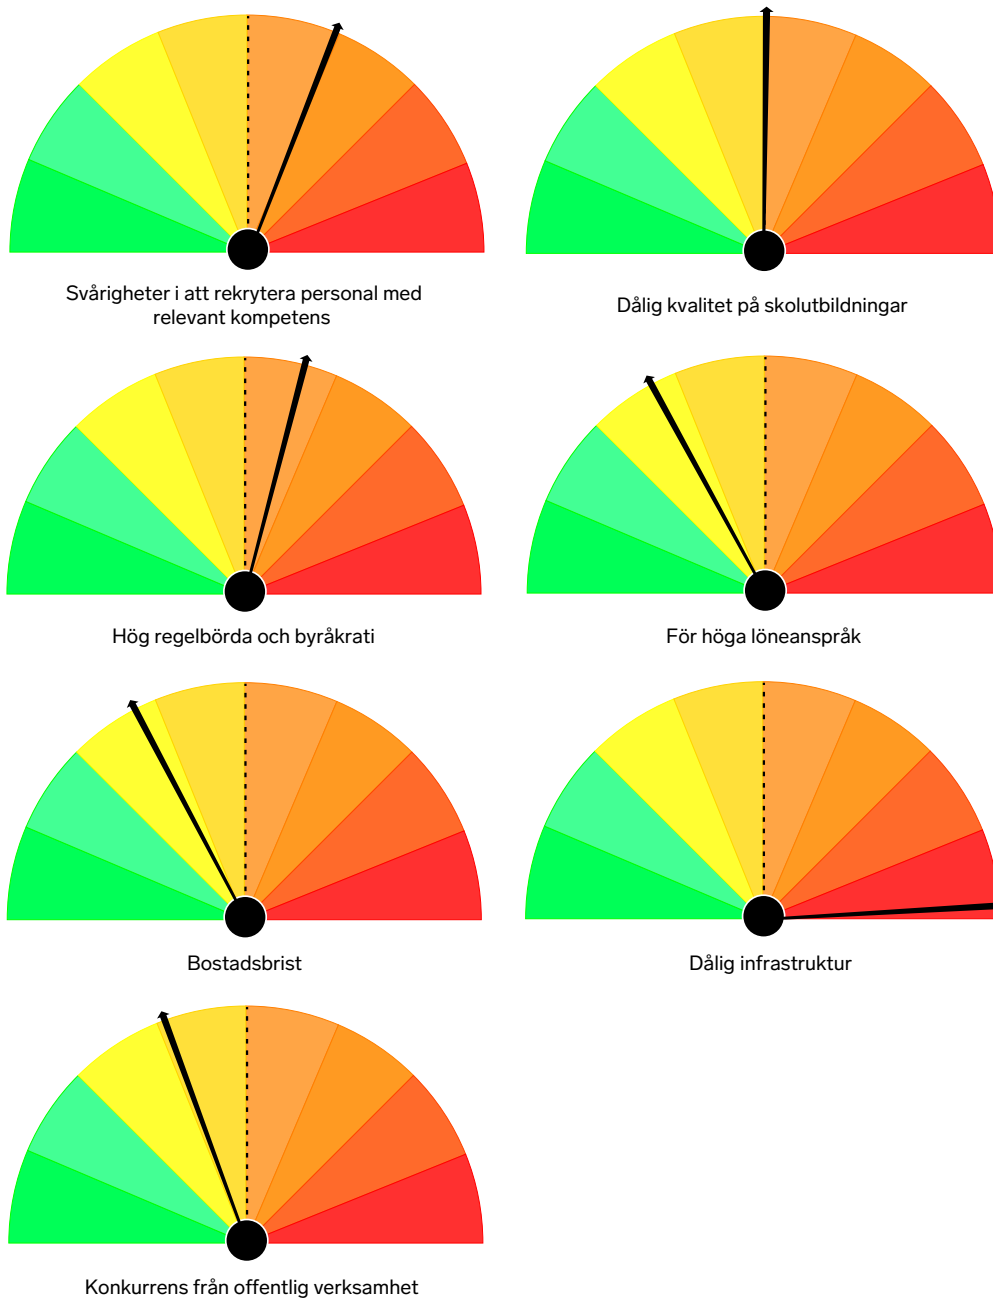 Svårigheter i att rekrytera personal med
relevant kompetens
Dålig kvalitet på skolutbildningar
Hög regelbörda och byråkrati
För höga löneanspråk
Bostadsbrist
Dålig infrastruktur
Konkurrens från offentlig verksamhet